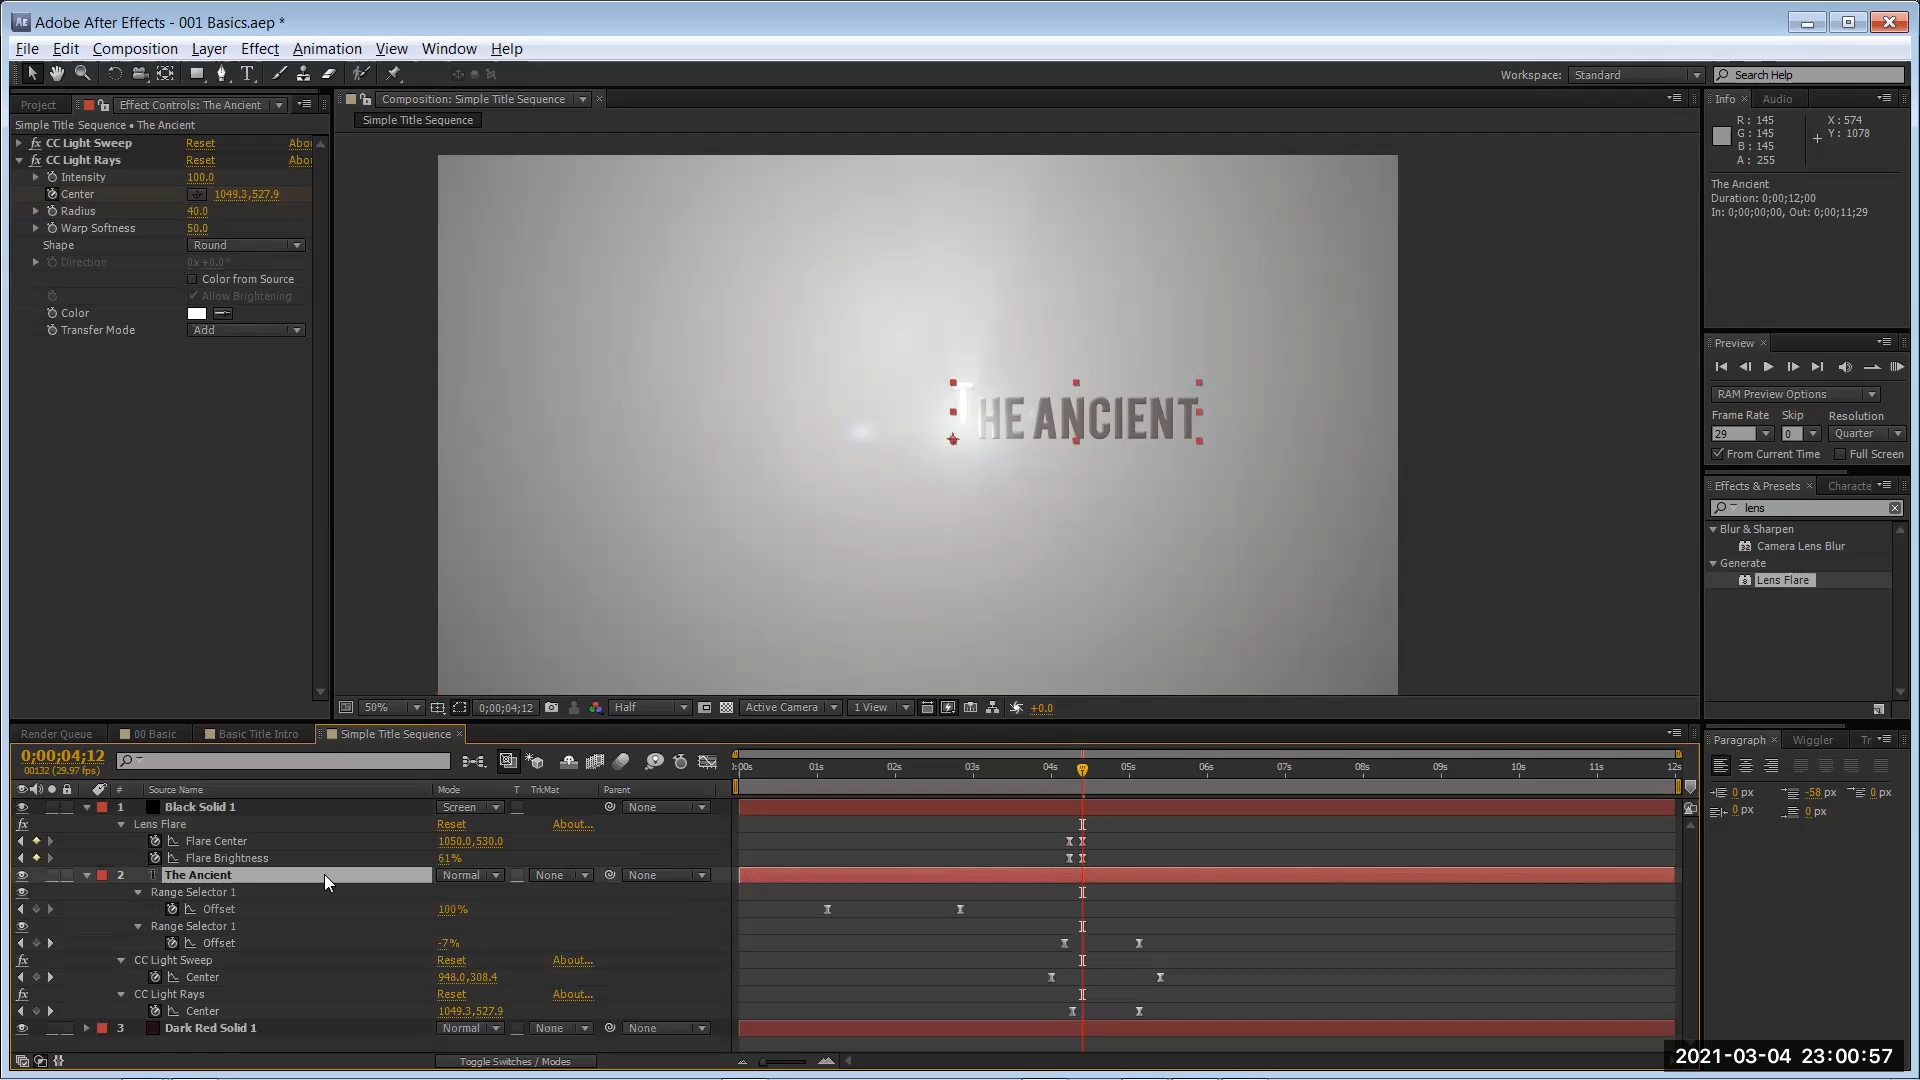 Adobe After Effects - 001 Basics.aep *
File Edit Composition Layer Effect Animation View Window Help
Workspace: Standard Search Help
Project Effect Controls: The Ancient
Composition: Simple Title Sequence
Info Audio
Simple Title Sequence
Simple Title Sequence • The Ancient
R: 145
G: 145
B: 145
A: 255
X: 574
Y: 1078
CC Light Sweep Reset Abou
CC Light Rays Reset Abou
Intensity 100.0
Center 1049.3,527.9
Radius 40.0
Warp Softness 50.0
Shape Round
Direction 0x +0.0°
Color from Source
Allow Brightening
Color
Transfer Mode Add
The Ancient
Duration: 0;00;12;00
In: 0;00;00;00, Out: 0;00;11;29
THE ANCIENT
Preview
RAM Preview Options
Frame Rate Skip Resolution
29 0 Quarter
From Current Time Full Screen
Effects & Presets Characte
lens
Blur & Sharpen
Camera Lens Blur
Generate
Lens Flare
50% 0;00;04;12 Half Active Camera 1 View +0.0
Render Queue 00 Basic Basic Title Intro Simple Title Sequence
0;00;04;12
00132 (29.97 fps)
:00s 01s 02s 03s 04s 05s 06s 07s 08s 09s 10s 11s 12s
# Source Name Mode T TrkMat Parent
1 Black Solid 1 Screen None
Lens Flare Reset About...
Flare Center 1050.0,530.0
Flare Brightness 61%
2 The Ancient Normal None None
Range Selector 1
Offset 100%
Range Selector 1
Offset -7%
CC Light Sweep Reset About...
Center 948.0,308.4
CC Light Rays Reset About...
Center 1049.3,527.9
3 Dark Red Solid 1 Normal None None
Toggle Switches / Modes
Paragraph Wiggler Tr
0 px -58 px 0 px
0 px 0 px
2021-03-04 23:00:57